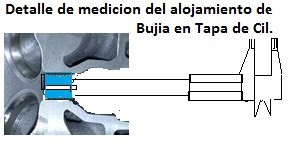 Detalle de medicion del alojamiento de
Bujia en Tapa de Cil.